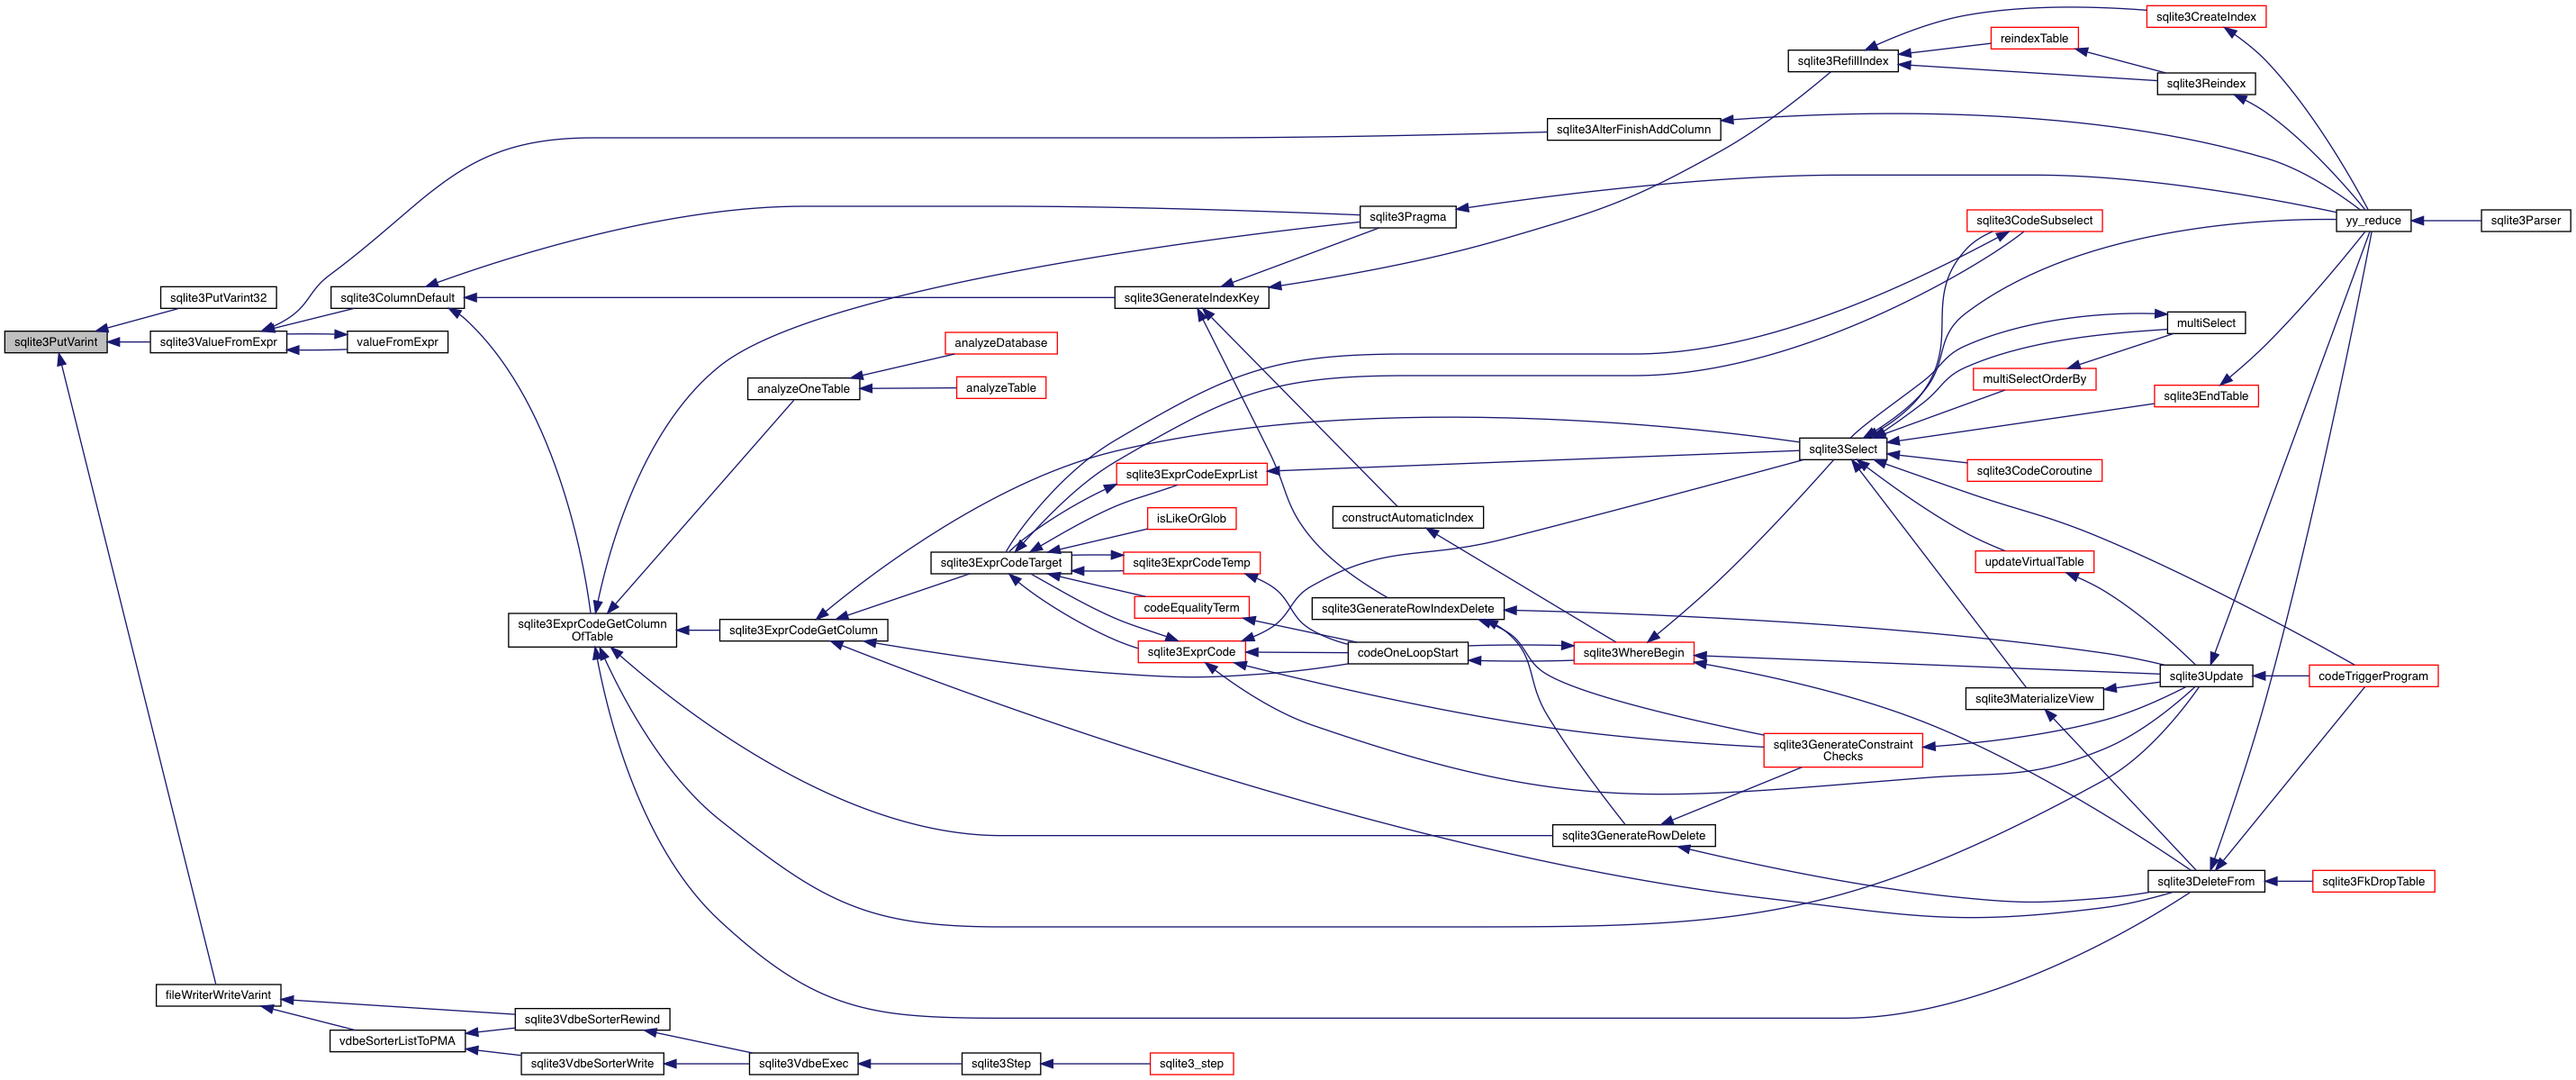 sqlite3CreateIndex
reindexTable
sqlite3RefillIndex
sqlite3Reindex
sqlite3AlterFinishAddColumn
sqlite3Pragma
sqlite3CodeSubselect
yy_reduce
sqlite3Parser
sqlite3PutVarint32
sqlite3ColumnDefault
sqlite3GenerateIndexKey
multiSelect
sqlite3PutVarint
sqlite3ValueFromExpr
valueFromExpr
analyzeDatabase
analyzeOneTable
analyzeTable
multiSelectOrderBy
sqlite3EndTable
sqlite3Select
sqlite3CodeCoroutine
sqlite3ExprCodeExprList
isLikeOrGlob
constructAutomaticIndex
sqlite3ExprCodeTarget
sqlite3ExprCodeTemp
updateVirtualTable
codeEqualityTerm
sqlite3GenerateRowIndexDelete
sqlite3ExprCodeGetColumn
OfTable
sqlite3ExprCodeGetColumn
sqlite3ExprCode
codeOneLoopStart
sqlite3WhereBegin
sqlite3Update
codeTriggerProgram
sqlite3MaterializeView
sqlite3GenerateConstraint
Checks
sqlite3GenerateRowDelete
sqlite3DeleteFrom
sqlite3FkDropTable
fileWriterWriteVarint
sqlite3VdbeSorterRewind
vdbeSorterListToPMA
sqlite3VdbeSorterWrite
sqlite3VdbeExec
sqlite3Step
sqlite3_step